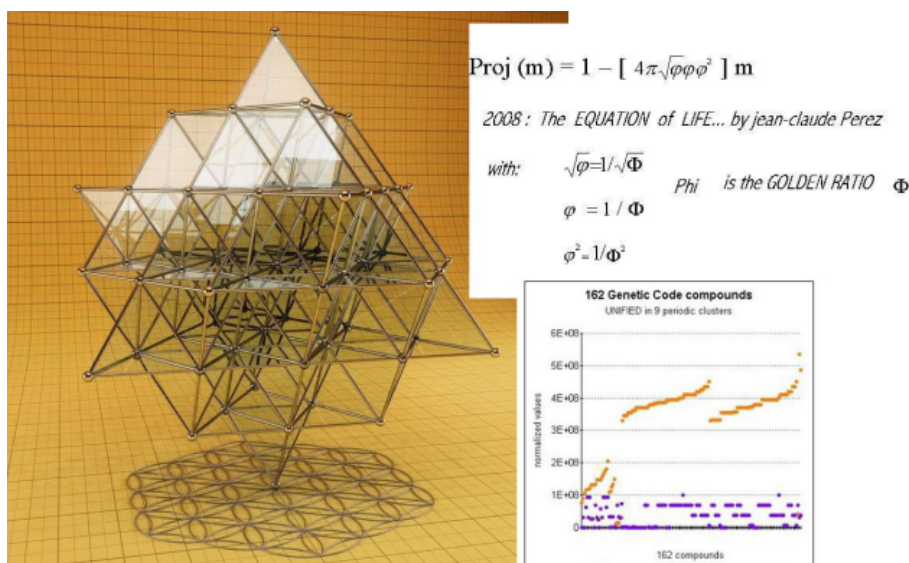 Proj (m) = 1 – [ 4π√φφφ² ] m
2008 : The EQUATION of LIFE... by jean-claude Perez
with: √φ=1/√Φ
Phi is the GOLDEN RATIO Φ
φ = 1 / Φ
φ²=1/Φ²
162 Genetic Code compounds
UNIFIED in 9 periodic clusters
6E+08
5E+08
4E+08
3E+08
2E+08
1E+08
0
normalized values
162 compounds